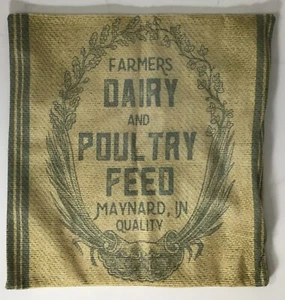 FARMERS
DAIRY
AND
POULTRY
FEED
MAYNARD, IN
QUALITY